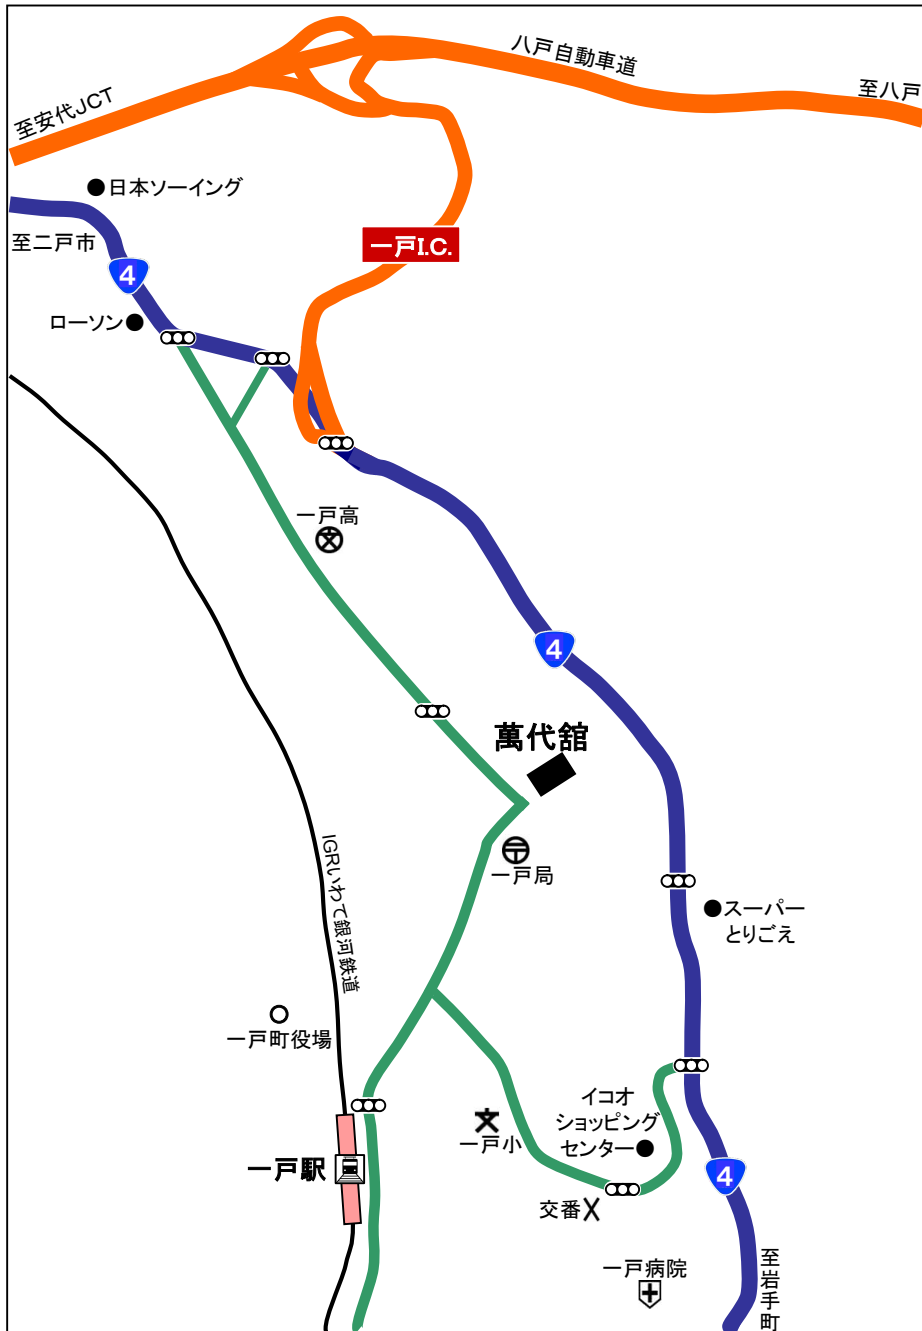 八戸自動車道
至八戸
至安代JCT
日本ソーイング
至二戸市
一戸I.C.
4
ローソン
一戸高
4
萬代舘
一戸局
スーパー
とりごえ
IGRいわて銀河鉄道
一戸町役場
イコオ
ショッピング
センター
一戸小
一戸駅
4
交番
一戸病院
至岩手町